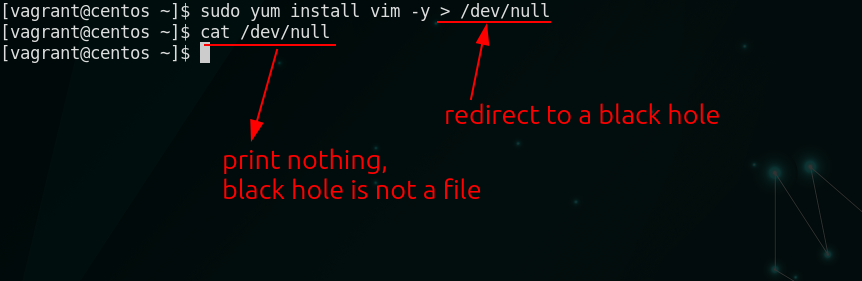 [vagrant@centos ~]$ sudo yum install vim -y > /dev/null
[vagrant@centos ~]$ cat /dev/null
[vagrant@centos ~]$
redirect to a black hole
print nothing,
black hole is not a file